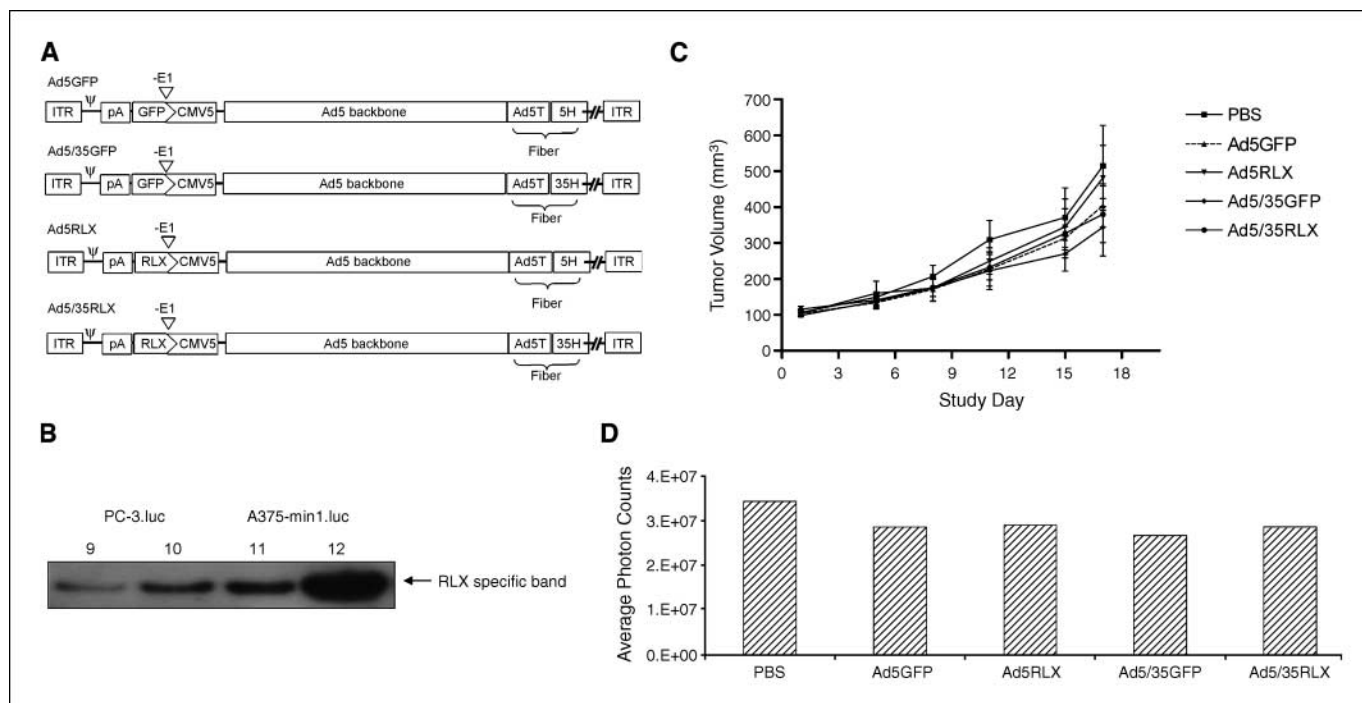 A
Ad5GFP
-E1
ITR ψ pA GFP CMV5 Ad5 backbone Ad5T 5H ITR
Fiber
Ad5/35GFP
-E1
ITR ψ pA GFP CMV5 Ad5 backbone Ad5T 35H ITR
Fiber
Ad5RLX
-E1
ITR ψ pA RLX CMV5 Ad5 backbone Ad5T 5H ITR
Fiber
Ad5/35RLX
-E1
ITR ψ pA RLX CMV5 Ad5 backbone Ad5T 35H ITR
Fiber
B
PC-3.luc A375-min1.luc
9 10 11 12
RLX specific band
C
Tumor Volume (mm³)
700
600
500
400
300
200
100
0
0 3 6 9 12 15 18
Study Day
PBS
Ad5GFP
Ad5RLX
Ad5/35GFP
Ad5/35RLX
D
Average Photon Counts
4.E+07
3.E+07
2.E+07
1.E+07
0.E+00
PBS Ad5GFP Ad5RLX Ad5/35GFP Ad5/35RLX